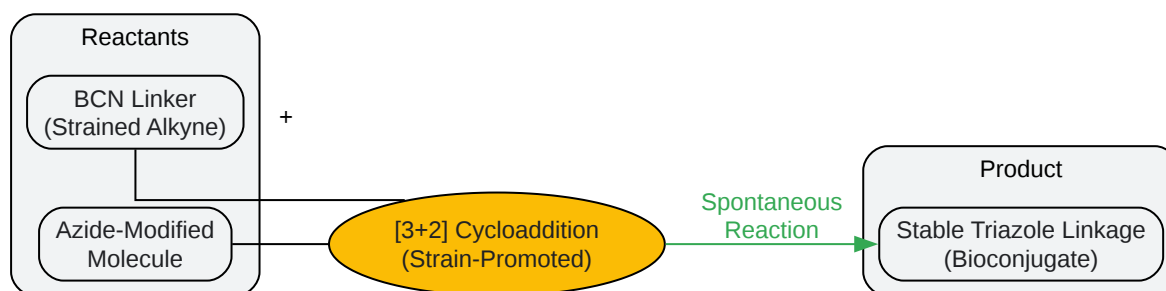 Reactants
BCN Linker
(Strained Alkyne)
+
Azide-Modified
Molecule
[3+2] Cycloaddition
(Strain-Promoted)
Spontaneous
Reaction
Product
Stable Triazole Linkage
(Bioconjugate)